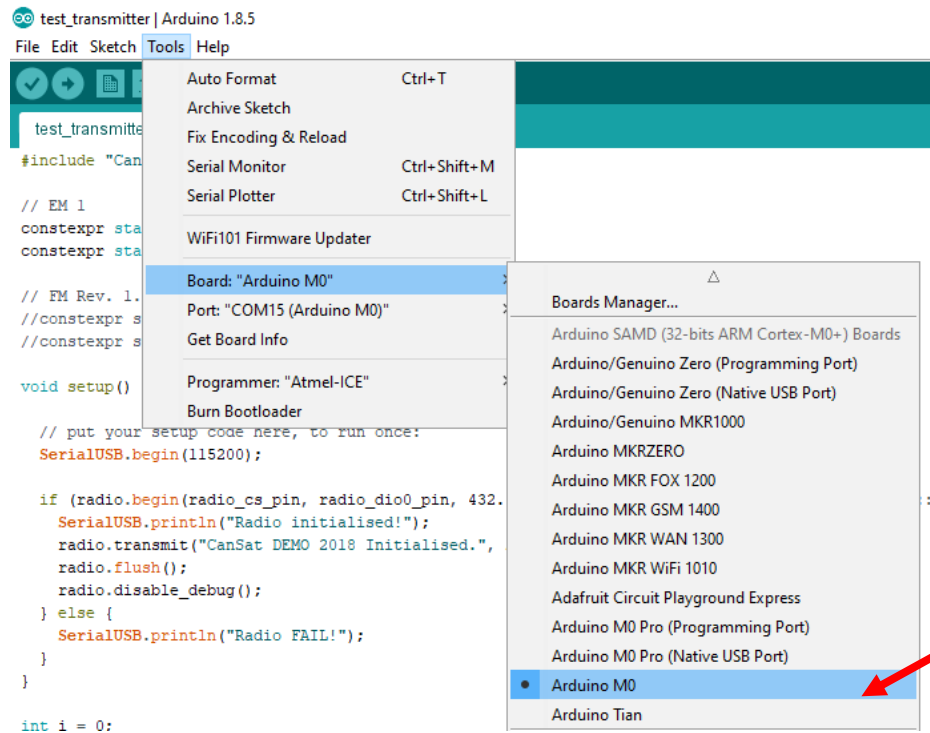 test_transmitter | Arduino 1.8.5
File Edit Sketch Tools Help
Auto Format Ctrl+T
Archive Sketch
Fix Encoding & Reload
Serial Monitor Ctrl+Shift+M
Serial Plotter Ctrl+Shift+L
WiFi101 Firmware Updater
Board: "Arduino M0"
Port: "COM15 (Arduino M0)"
Get Board Info
Programmer: "Atmel-ICE"
Burn Bootloader
Boards Manager...
Arduino SAMD (32-bits ARM Cortex-M0+) Boards
Arduino/Genuino Zero (Programming Port)
Arduino/Genuino Zero (Native USB Port)
Arduino/Genuino MKR1000
Arduino MKRZERO
Arduino MKR FOX 1200
Arduino MKR GSM 1400
Arduino MKR WAN 1300
Arduino MKR WiFi 1010
Adafruit Circuit Playground Express
Arduino M0 Pro (Programming Port)
Arduino M0 Pro (Native USB Port)
Arduino M0
Arduino Tian
test_transmitte
#include "Can
// EM 1
constexpr sta
constexpr sta
// FM Rev. 1.
//constexpr s
//constexpr s
void setup()
// put your setup code here, to run once:
SerialUSB.begin(115200);
if (radio.begin(radio_cs_pin, radio_dio0_pin, 432.
SerialUSB.println("Radio initialised!");
radio.transmit("CanSat DEMO 2018 Initialised.",
radio.flush();
radio.disable_debug();
} else {
SerialUSB.println("Radio FAIL!");
}
}
int i = 0;